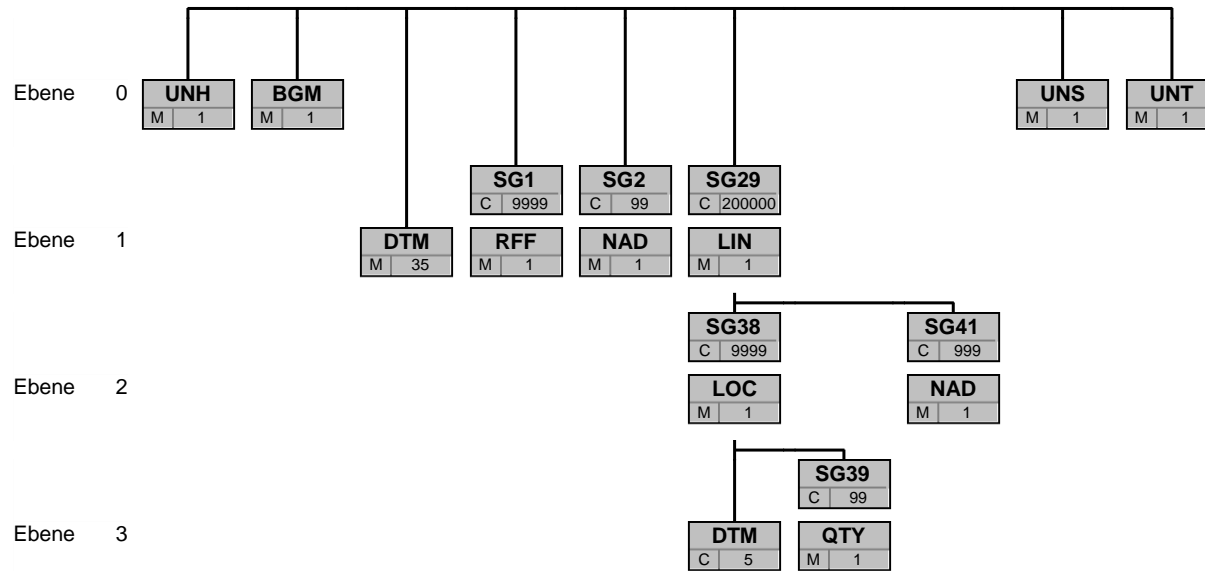 Ebene 0 UNH BGM UNS UNT
M 1 M 1 M 1 M 1
SG1 SG2 SG29
C 9999 C 99 C 200000
Ebene 1 DTM RFF NAD LIN
M 35 M 1 M 1 M 1
SG38 SG41
C 9999 C 999
Ebene 2 LOC NAD
M 1 M 1
SG39
C 99
Ebene 3 DTM QTY
C 5 M 1